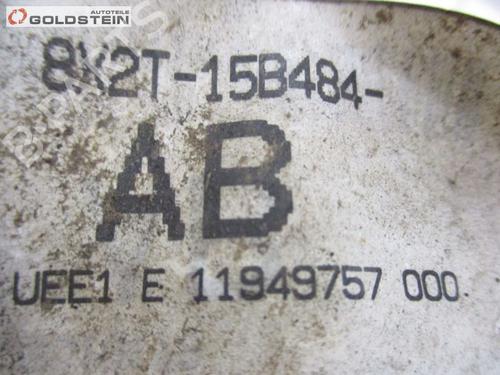 AUTOTEILE
GOLDSTEIN
8X2T-15B484-
AB
UEE1 E 11949757 000